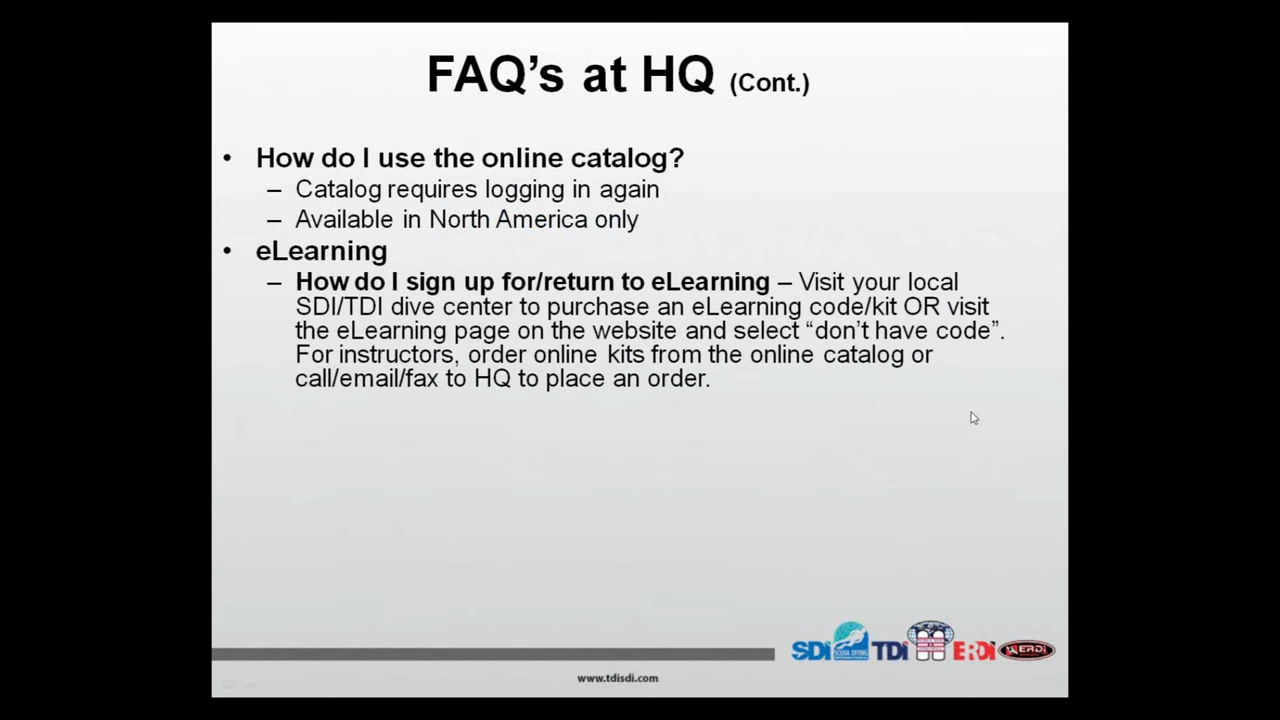 FAQ's at HQ (Cont.)
• How do I use the online catalog?
– Catalog requires logging in again
– Available in North America only
• eLearning
– How do I sign up for/return to eLearning – Visit your local
SDI/TDI dive center to purchase an eLearning code/kit OR visit
the eLearning page on the website and select “don’t have code”.
For instructors, order online kits from the online catalog or
call/email/fax to HQ to place an order.
SDI TDI ERDI ERDI
www.tdisdi.com